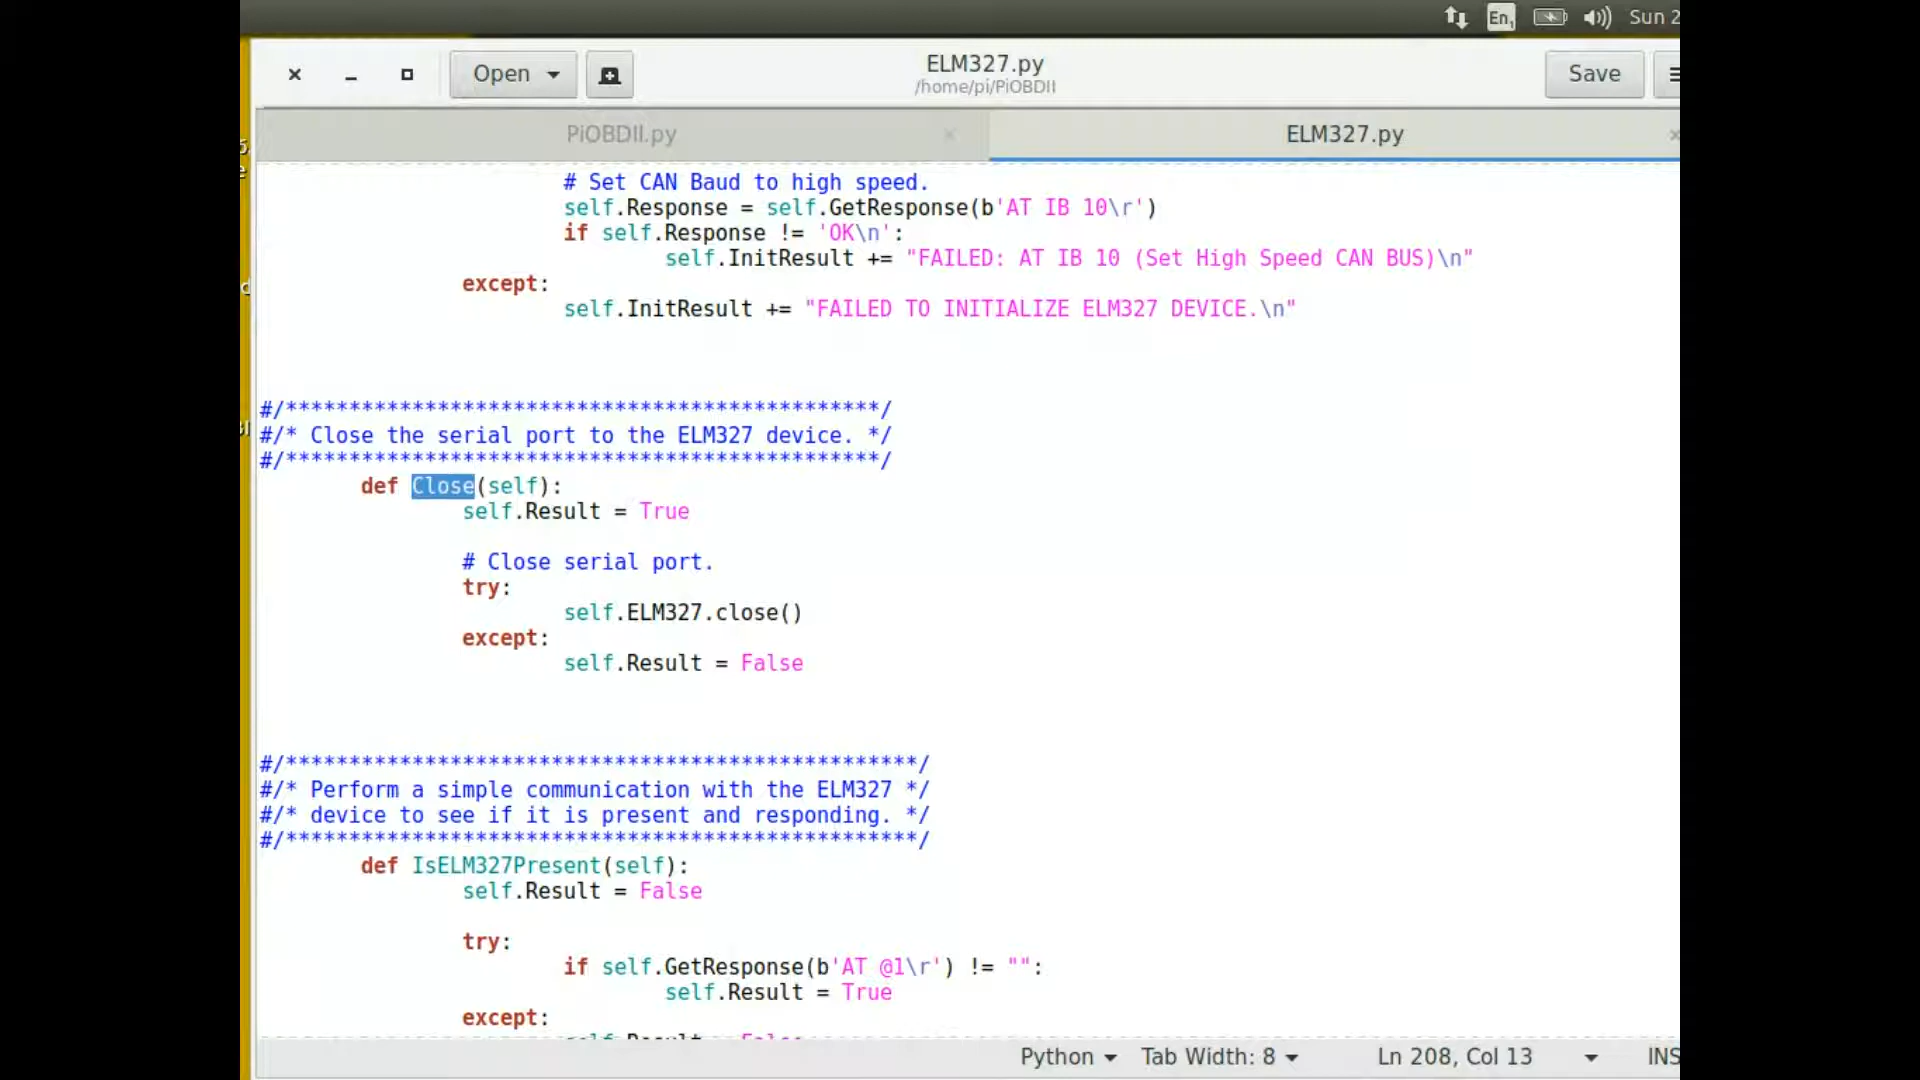 En1 Sun 2
Open ELM327.py Save
/home/pi/PiOBDII
PiOBDII.py ELM327.py
# Set CAN Baud to high speed.
self.Response = self.GetResponse(b'AT IB 10\r')
if self.Response != 'OK\n':
self.InitResult += "FAILED: AT IB 10 (Set High Speed CAN BUS)\n"
except:
self.InitResult += "FAILED TO INITIALIZE ELM327 DEVICE.\n"
#/***********************************************/
#/* Close the serial port to the ELM327 device. */
#/***********************************************/
def Close(self):
self.Result = True
# Close serial port.
try:
self.ELM327.close()
except:
self.Result = False
#/**************************************************/
#/* Perform a simple communication with the ELM327 */
#/* device to see if it is present and responding. */
#/**************************************************/
def IsELM327Present(self):
self.Result = False
try:
if self.GetResponse(b'AT @1\r') != "":
self.Result = True
except:
self.Result = False
Python Tab Width: 8 Ln 208, Col 13 INS